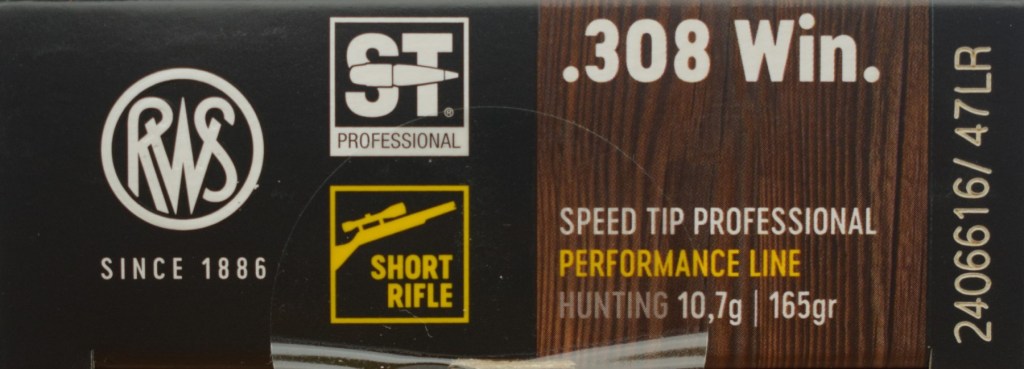 RWS
SINCE 1886
ST®
PROFESSIONAL
SHORT
RIFLE
.308 Win.
SPEED TIP PROFESSIONAL
PERFORMANCE LINE
HUNTING 10,7g | 165gr
2406616/47LR